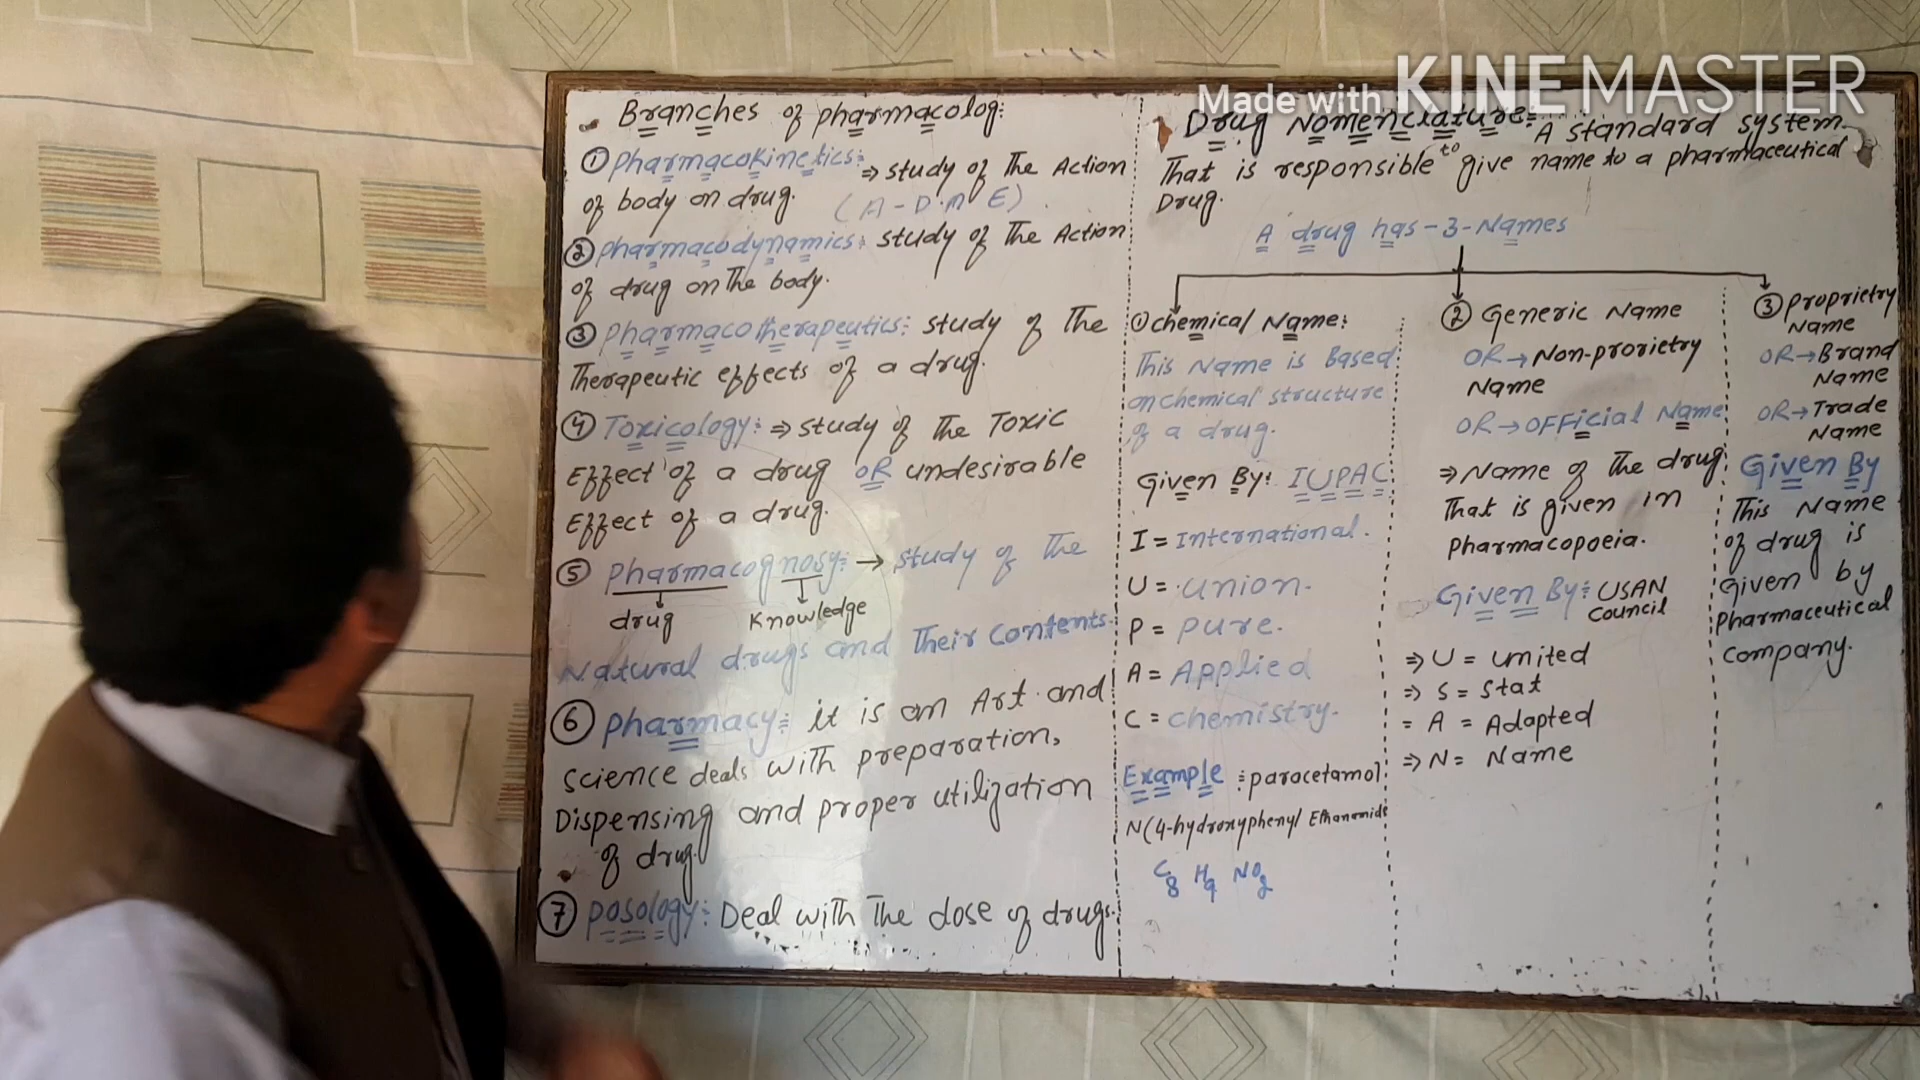 Made with KINEMASTER
Branches of pharmacolog:
① Pharmacokinetics: ⇒ study of The Action
of body on drug. (A-D.M E)
② pharmacodynamics: study of The Action
of drug on The body.
③ Pharmacotherapeutics: study of The
Therapeutic effects of a drug.
④ Toxicology: ⇒ study of The Toxic
Effect of a drug OR undesirable
Effect of a drug.
⑤ pharmacognosy: → study of The
drug Knowledge
Natural drugs and Their Contents.
⑥ pharmacy: it is an Art and
science deals with preparation,
Dispensing and proper utilization
of drug.
⑦ posology: Deal with The dose of drugs.
Drug Nomenclature: A standard system
That is responsible to give name to a pharmaceutical
Drug.
A drug has-3-Names
① chemical Name:
This Name is Based
on chemical structure
of a drug.
Given By: IUPAC
I = International.
U = union.
P = pure.
A = Applied
C = chemistry.
Example: paracetamol:
N(4-hydroxyphenyl Ethanamide
C8 H9 NO2
② Generic Name
OR → Non-prorietry
Name
OR → OFFicial Name
⇒ Name of The drug
That is given in
pharmacopoeia.
Given By: USAN
Council
⇒ U = united
⇒ S = Stat
= A = Adapted
⇒ N = Name
③ proprietry
Name
OR → Brand
Name
OR → Trade
Name
Given By
This Name
of drug is
given by
pharmaceutical
company.